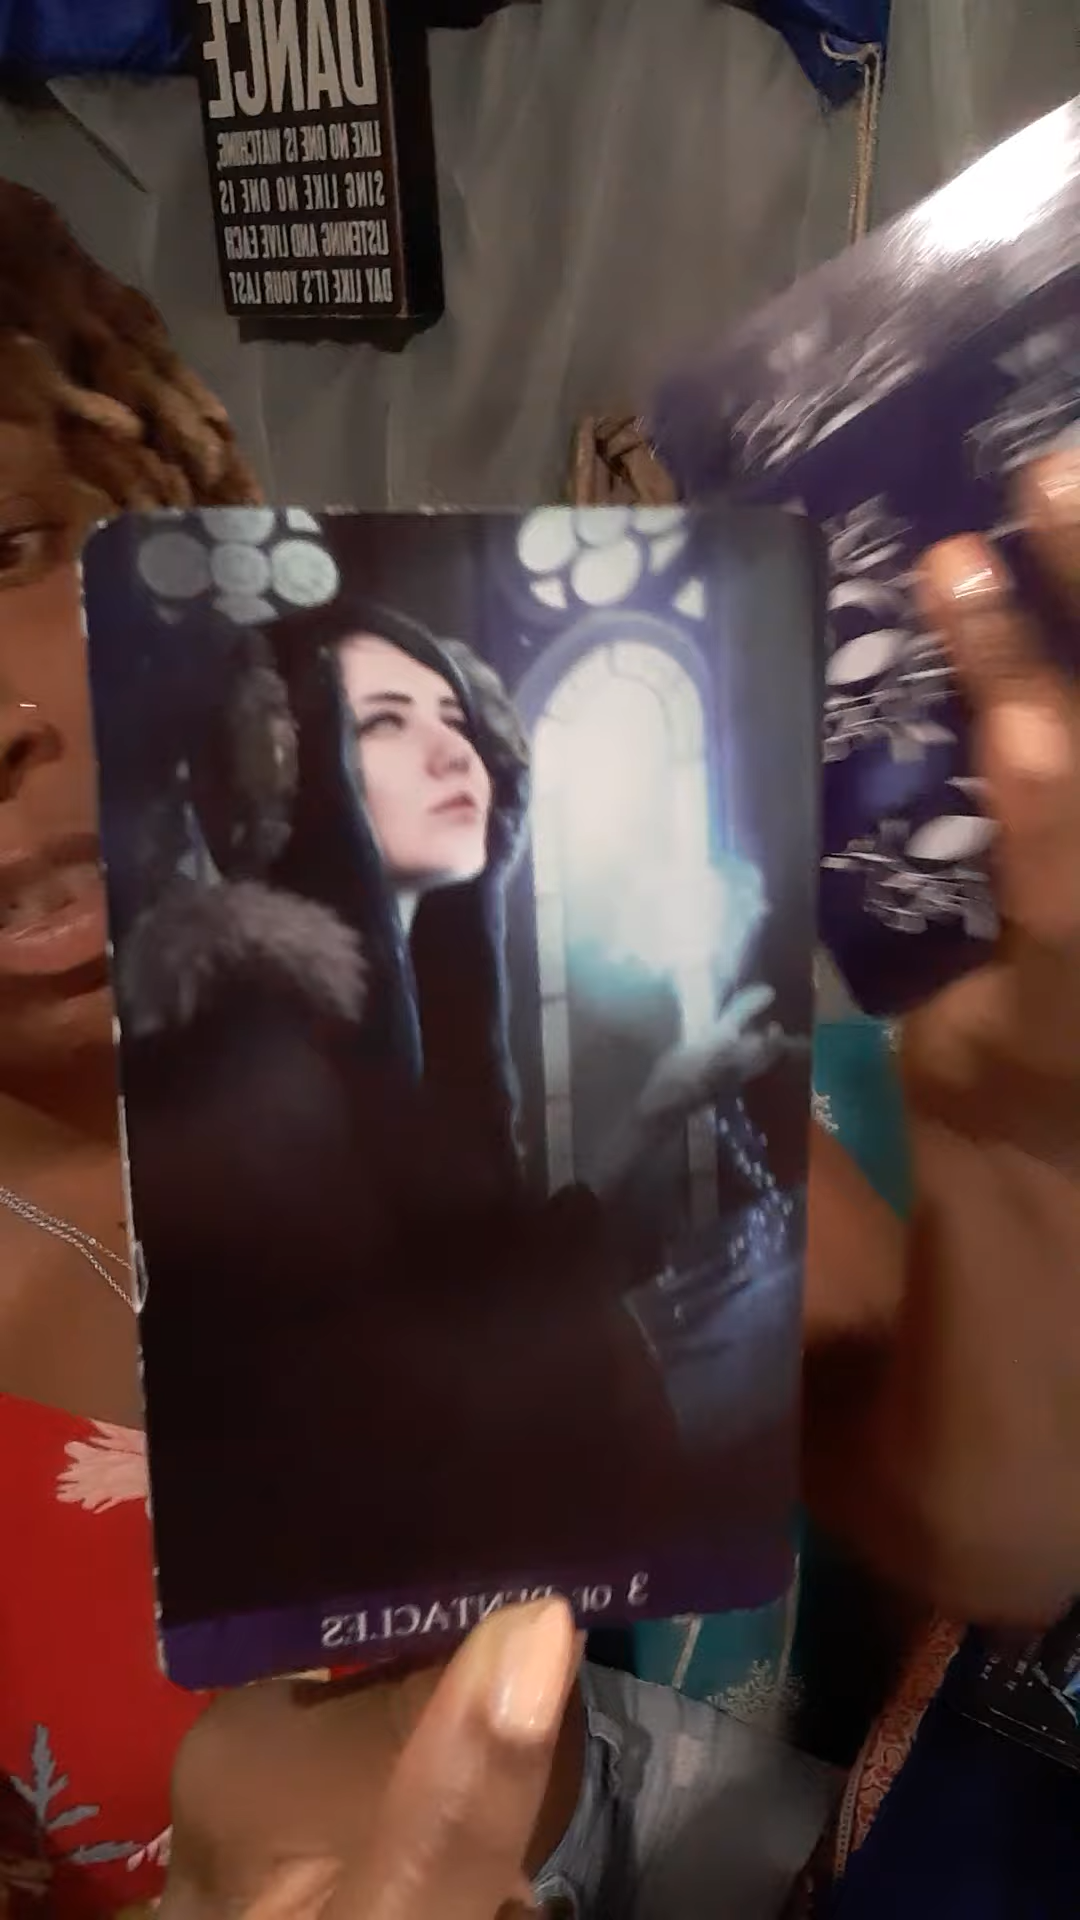 DANCE
LIKE NO ONE IS WATCHING,
SING LIKE NO ONE IS
LISTENING AND LIVE EACH
DAY LIKE IT'S YOUR LAST
3 OF PENTACLES